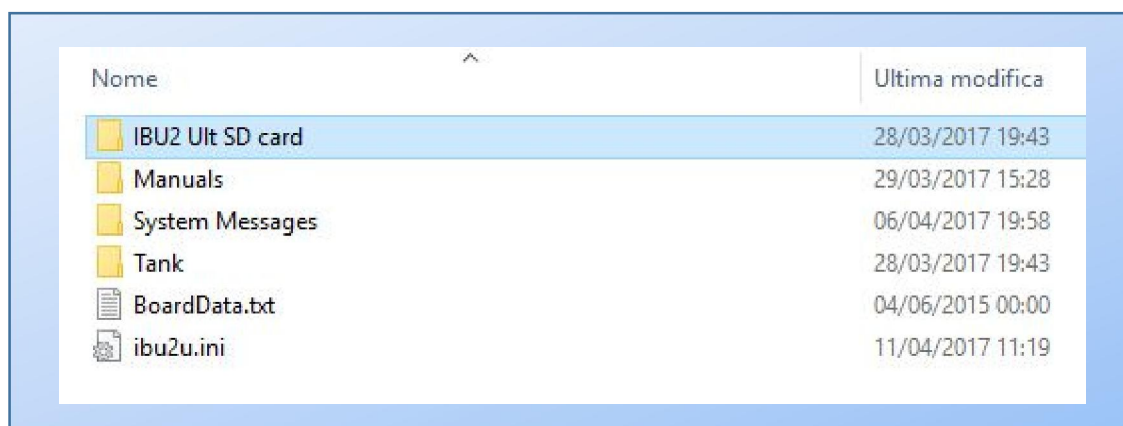 Nome Ultima modifica
IBU2 Ult SD card 28/03/2017 19:43
Manuals 29/03/2017 15:28
System Messages 06/04/2017 19:58
Tank 28/03/2017 19:43
BoardData.txt 04/06/2015 00:00
ibu2u.ini 11/04/2017 11:19